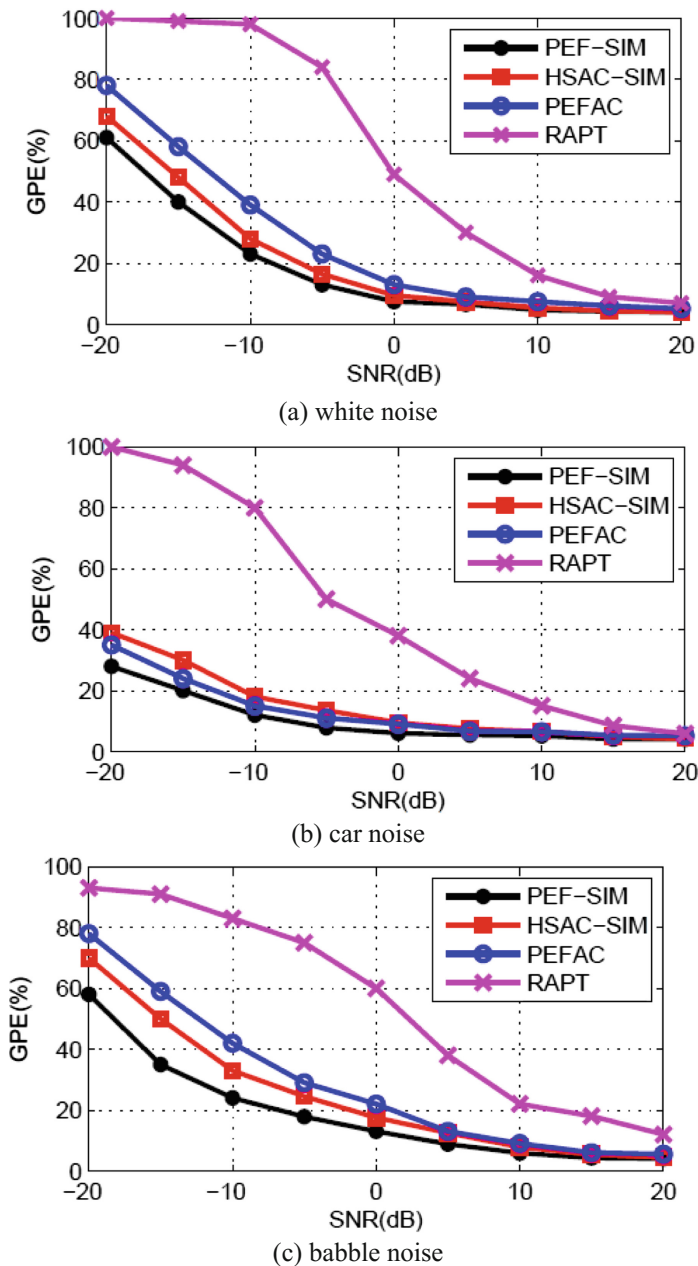 100
80
60
40
20
0
GPE(%)
PEF-SIM
HSAC-SIM
PEFAC
RAPT
−20
−10
0
10
20
SNR(dB)
(a) white noise
100
80
60
40
20
0
GPE(%)
PEF-SIM
HSAC-SIM
PEFAC
RAPT
−20
−10
0
10
20
SNR(dB)
(b) car noise
100
80
60
40
20
0
GPE(%)
PEF-SIM
HSAC-SIM
PEFAC
RAPT
−20
−10
0
10
20
SNR(dB)
(c) babble noise